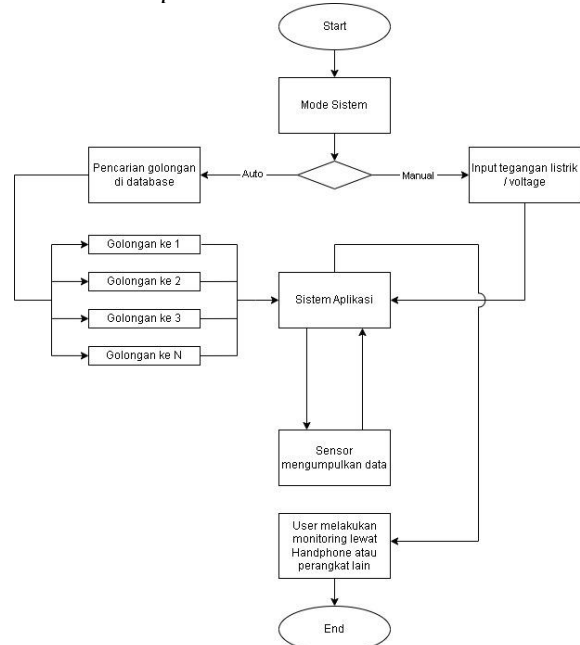 Start
Mode Sistem
Pencarian golongan
di database
Auto
Manual
Input tegangan listrik
/ voltage
Golongan ke 1
Golongan ke 2
Golongan ke 3
Golongan ke N
Sistem Aplikasi
Sensor
mengumpulkan data
User melakukan
monitoring lewat
Handphone atau
perangkat lain
End